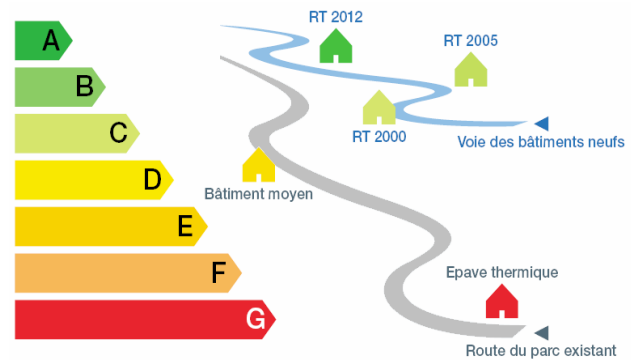 A
B
C
D
E
F
G
RT 2012
RT 2005
RT 2000
Voie des bâtiments neufs
Bâtiment moyen
Epave thermique
Route du parc existant